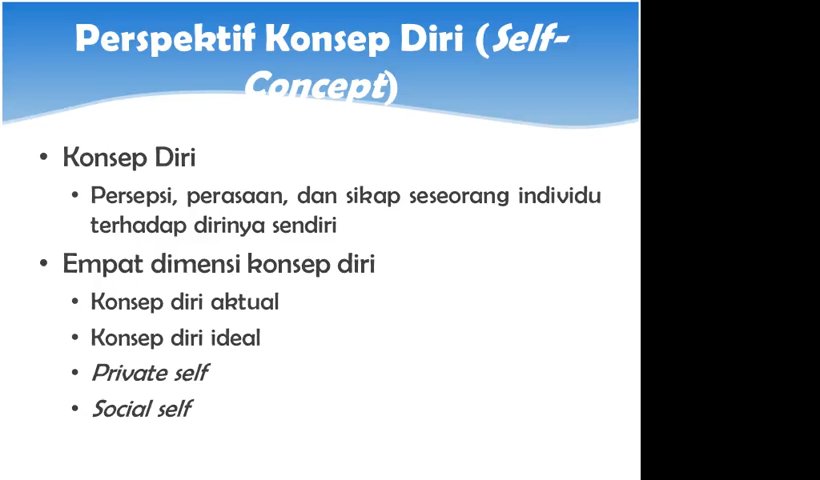 Perspektif Konsep Diri (Self-
Concept)
• Konsep Diri
• Persepsi, perasaan, dan sikap seseorang individu
terhadap dirinya sendiri
• Empat dimensi konsep diri
• Konsep diri aktual
• Konsep diri ideal
• Private self
• Social self